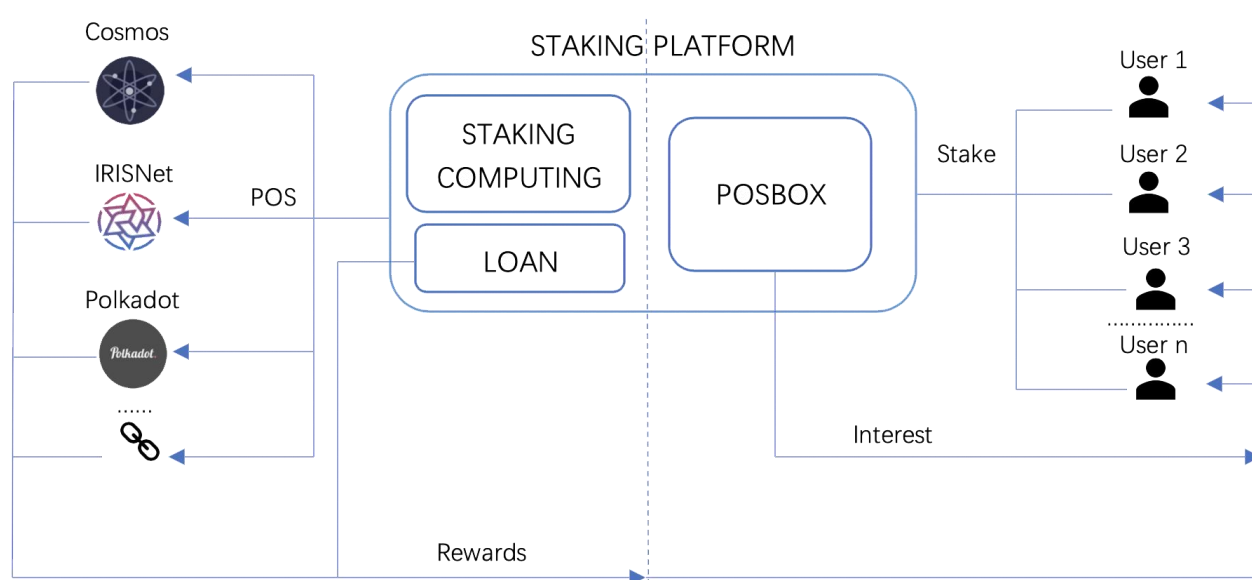 STAKING PLATFORM
Cosmos
IRISNet
POS
Polkadot
Polkadot.
......
STAKING
COMPUTING
LOAN
POSBOX
Stake
User 1
User 2
User 3
...............
User n
Interest
Rewards